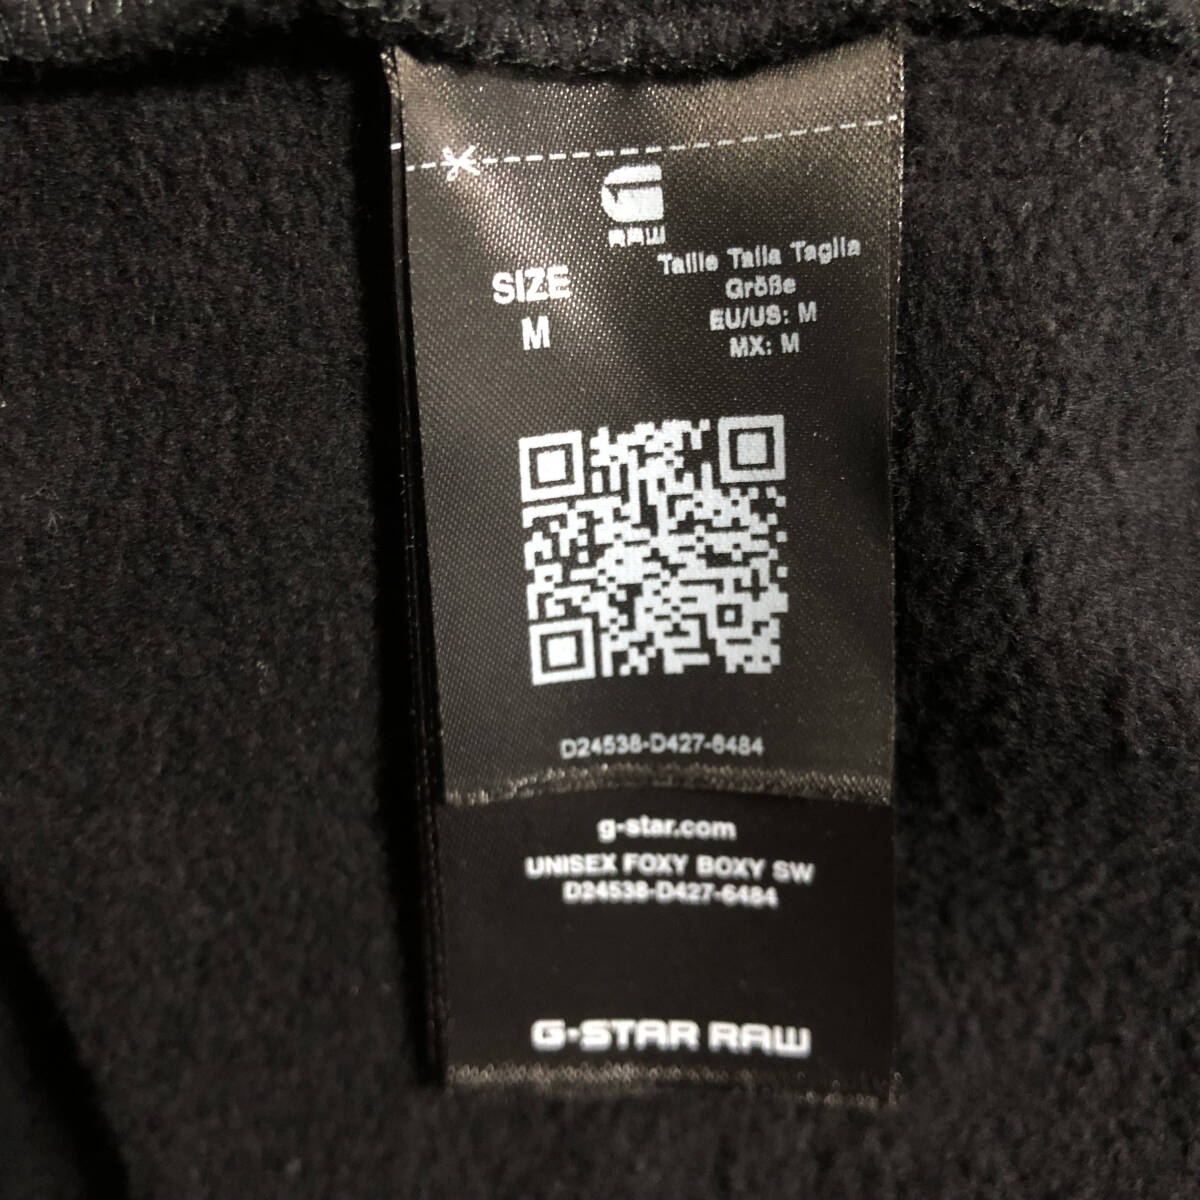 RAW
SIZE
M
Taille Talla Taglia
Größe
EU/US: M
MX: M
D24538-D427-6484
g-star.com
UNISEX FOXY BOXY SW
D24538-D427-6484
G-STAR RAW